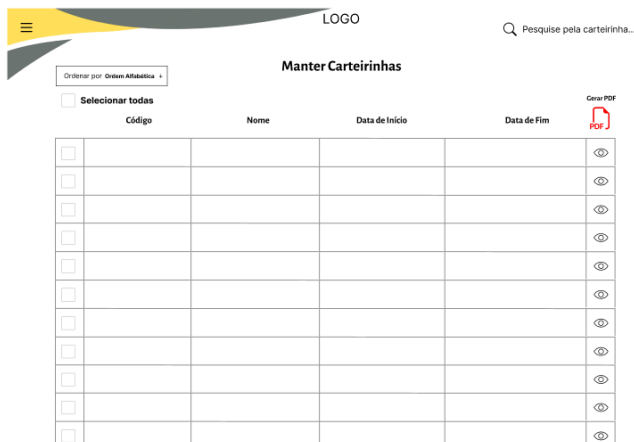 LOGO
Pesquise pela carteirinha..
Manter Carteirinhas
Ordenar por Ordem Alfabética
Selecionar todas
Gerar PDF
PDF
Código
Nome
Data de Início
Data de Fim